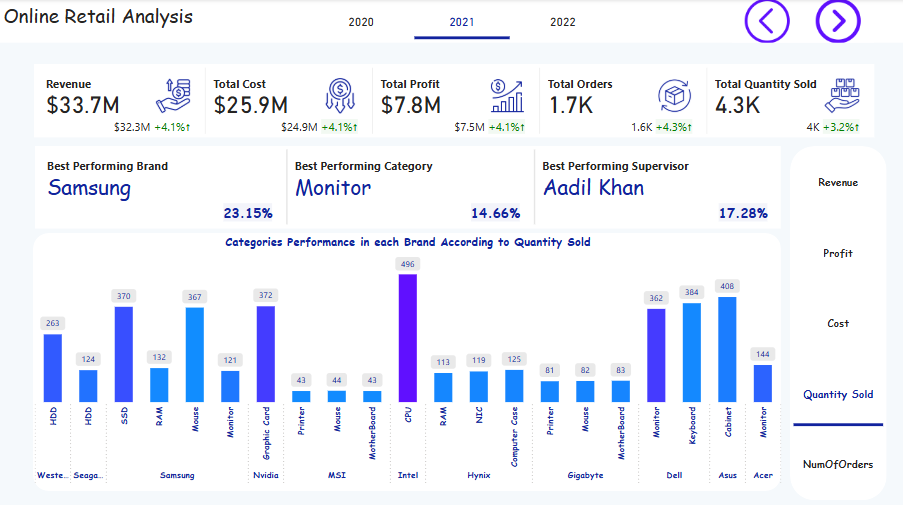 Online Retail Analysis
2020
2021
2022
Revenue
$33.7M
$32.3M +4.1%↑
Total Cost
$25.9M
$24.9M +4.1%↑
Total Profit
$7.8M
$7.5M +4.1%↑
Total Orders
1.7K
1.6K +4.3%↑
Total Quantity Sold
4.3K
4K +3.2%↑
Best Performing Brand
Samsung
23.15%
Best Performing Category
Monitor
14.66%
Best Performing Supervisor
Aadil Khan
17.28%
Categories Performance in each Brand According to Quantity Sold
263
124
370
132
367
121
372
43
44
43
496
113
119
125
81
82
83
362
384
408
144
HDD
HDD
SSD
RAM
Mouse
Monitor
Graphic Card
Printer
Mouse
MotherBoard
CPU
RAM
NIC
Computer Case
Printer
Mouse
MotherBoard
Monitor
Keyboard
Cabinet
Monitor
Weste...
Seaga...
Samsung
Nvidia
MSI
Intel
Hynix
Gigabyte
Dell
Asus
Acer
Revenue
Profit
Cost
Quantity Sold
NumOfOrders